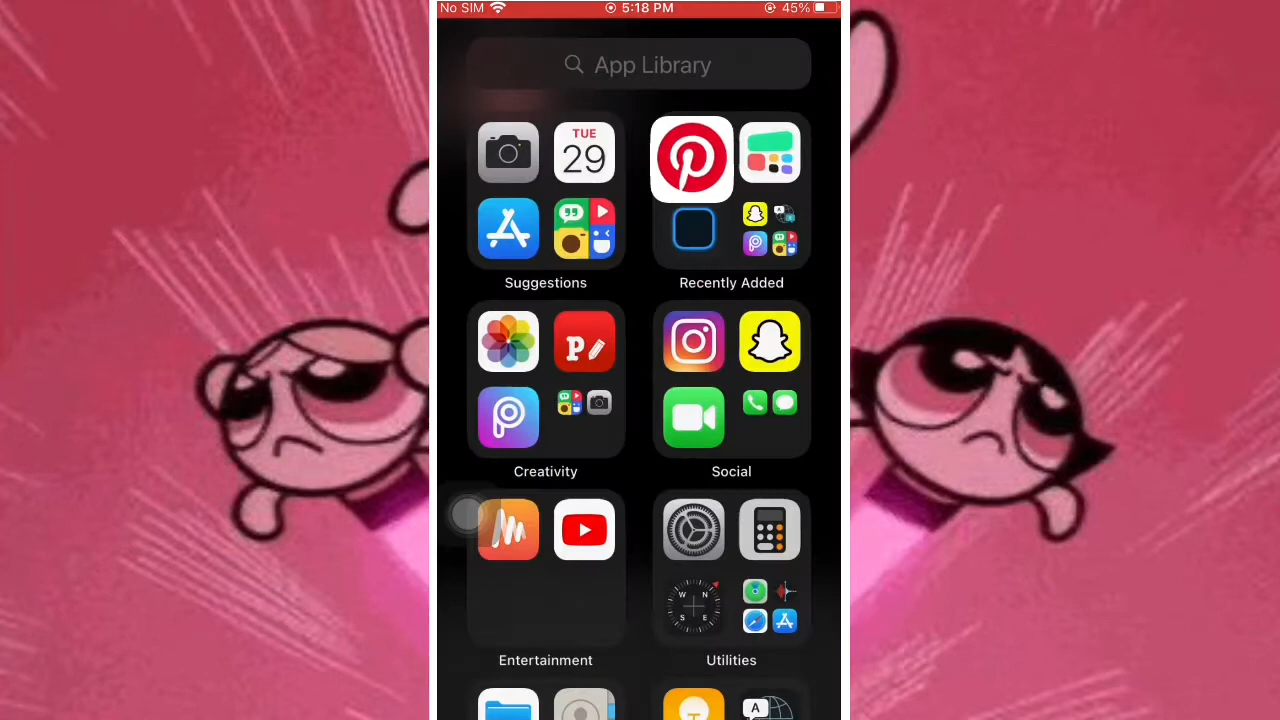 No SIM 5:18 PM 45%
App Library
TUE
29
Suggestions
Recently Added
Creativity
Social
W N
S E
Entertainment
Utilities